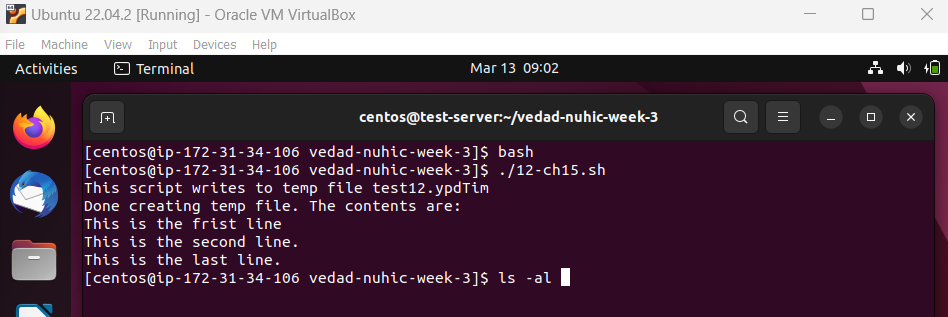 Ubuntu 22.04.2 [Running] - Oracle VM VirtualBox
File Machine View Input Devices Help
Activities Terminal Mar 13 09:02
centos@test-server:~/vedad-nuhic-week-3
[centos@ip-172-31-34-106 vedad-nuhic-week-3]$ bash
[centos@ip-172-31-34-106 vedad-nuhic-week-3]$ ./12-ch15.sh
This script writes to temp file test12.ypdTim
Done creating temp file. The contents are:
This is the frist line
This is the second line.
This is the last line.
[centos@ip-172-31-34-106 vedad-nuhic-week-3]$ ls -al